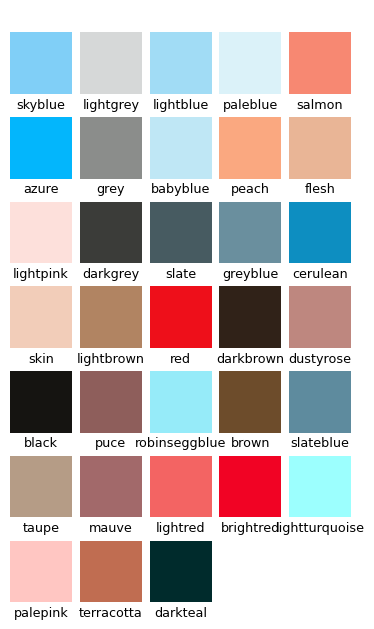 skyblue lightgrey lightblue paleblue salmon
azure grey babyblue peach flesh
lightpink darkgrey slate greyblue cerulean
skin lightbrown red darkbrown dustyrose
black puce robinseggblue brown slateblue
taupe mauve lightred brightred lightturquoise
palepink terracotta darkteal